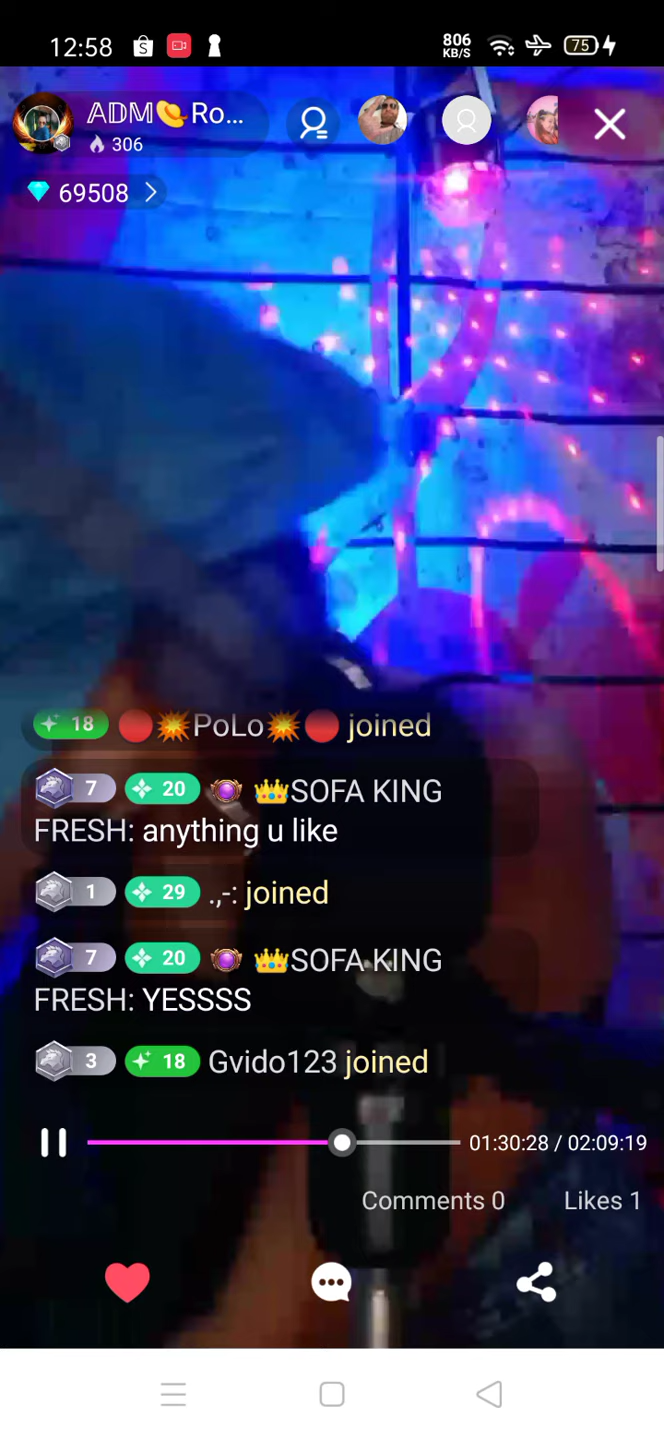 12:58
806
KB/S
75
𝔸𝔻𝕄👒Ro...
306
69508
18 🔴💥PoLo💥🔴 joined
7 20 👑SOFA KING
FRESH: anything u like
1 29 .,-: joined
7 20 👑SOFA KING
FRESH: YESSSS
3 18 Gvido123 joined
01:30:28 / 02:09:19
Comments 0 Likes 1